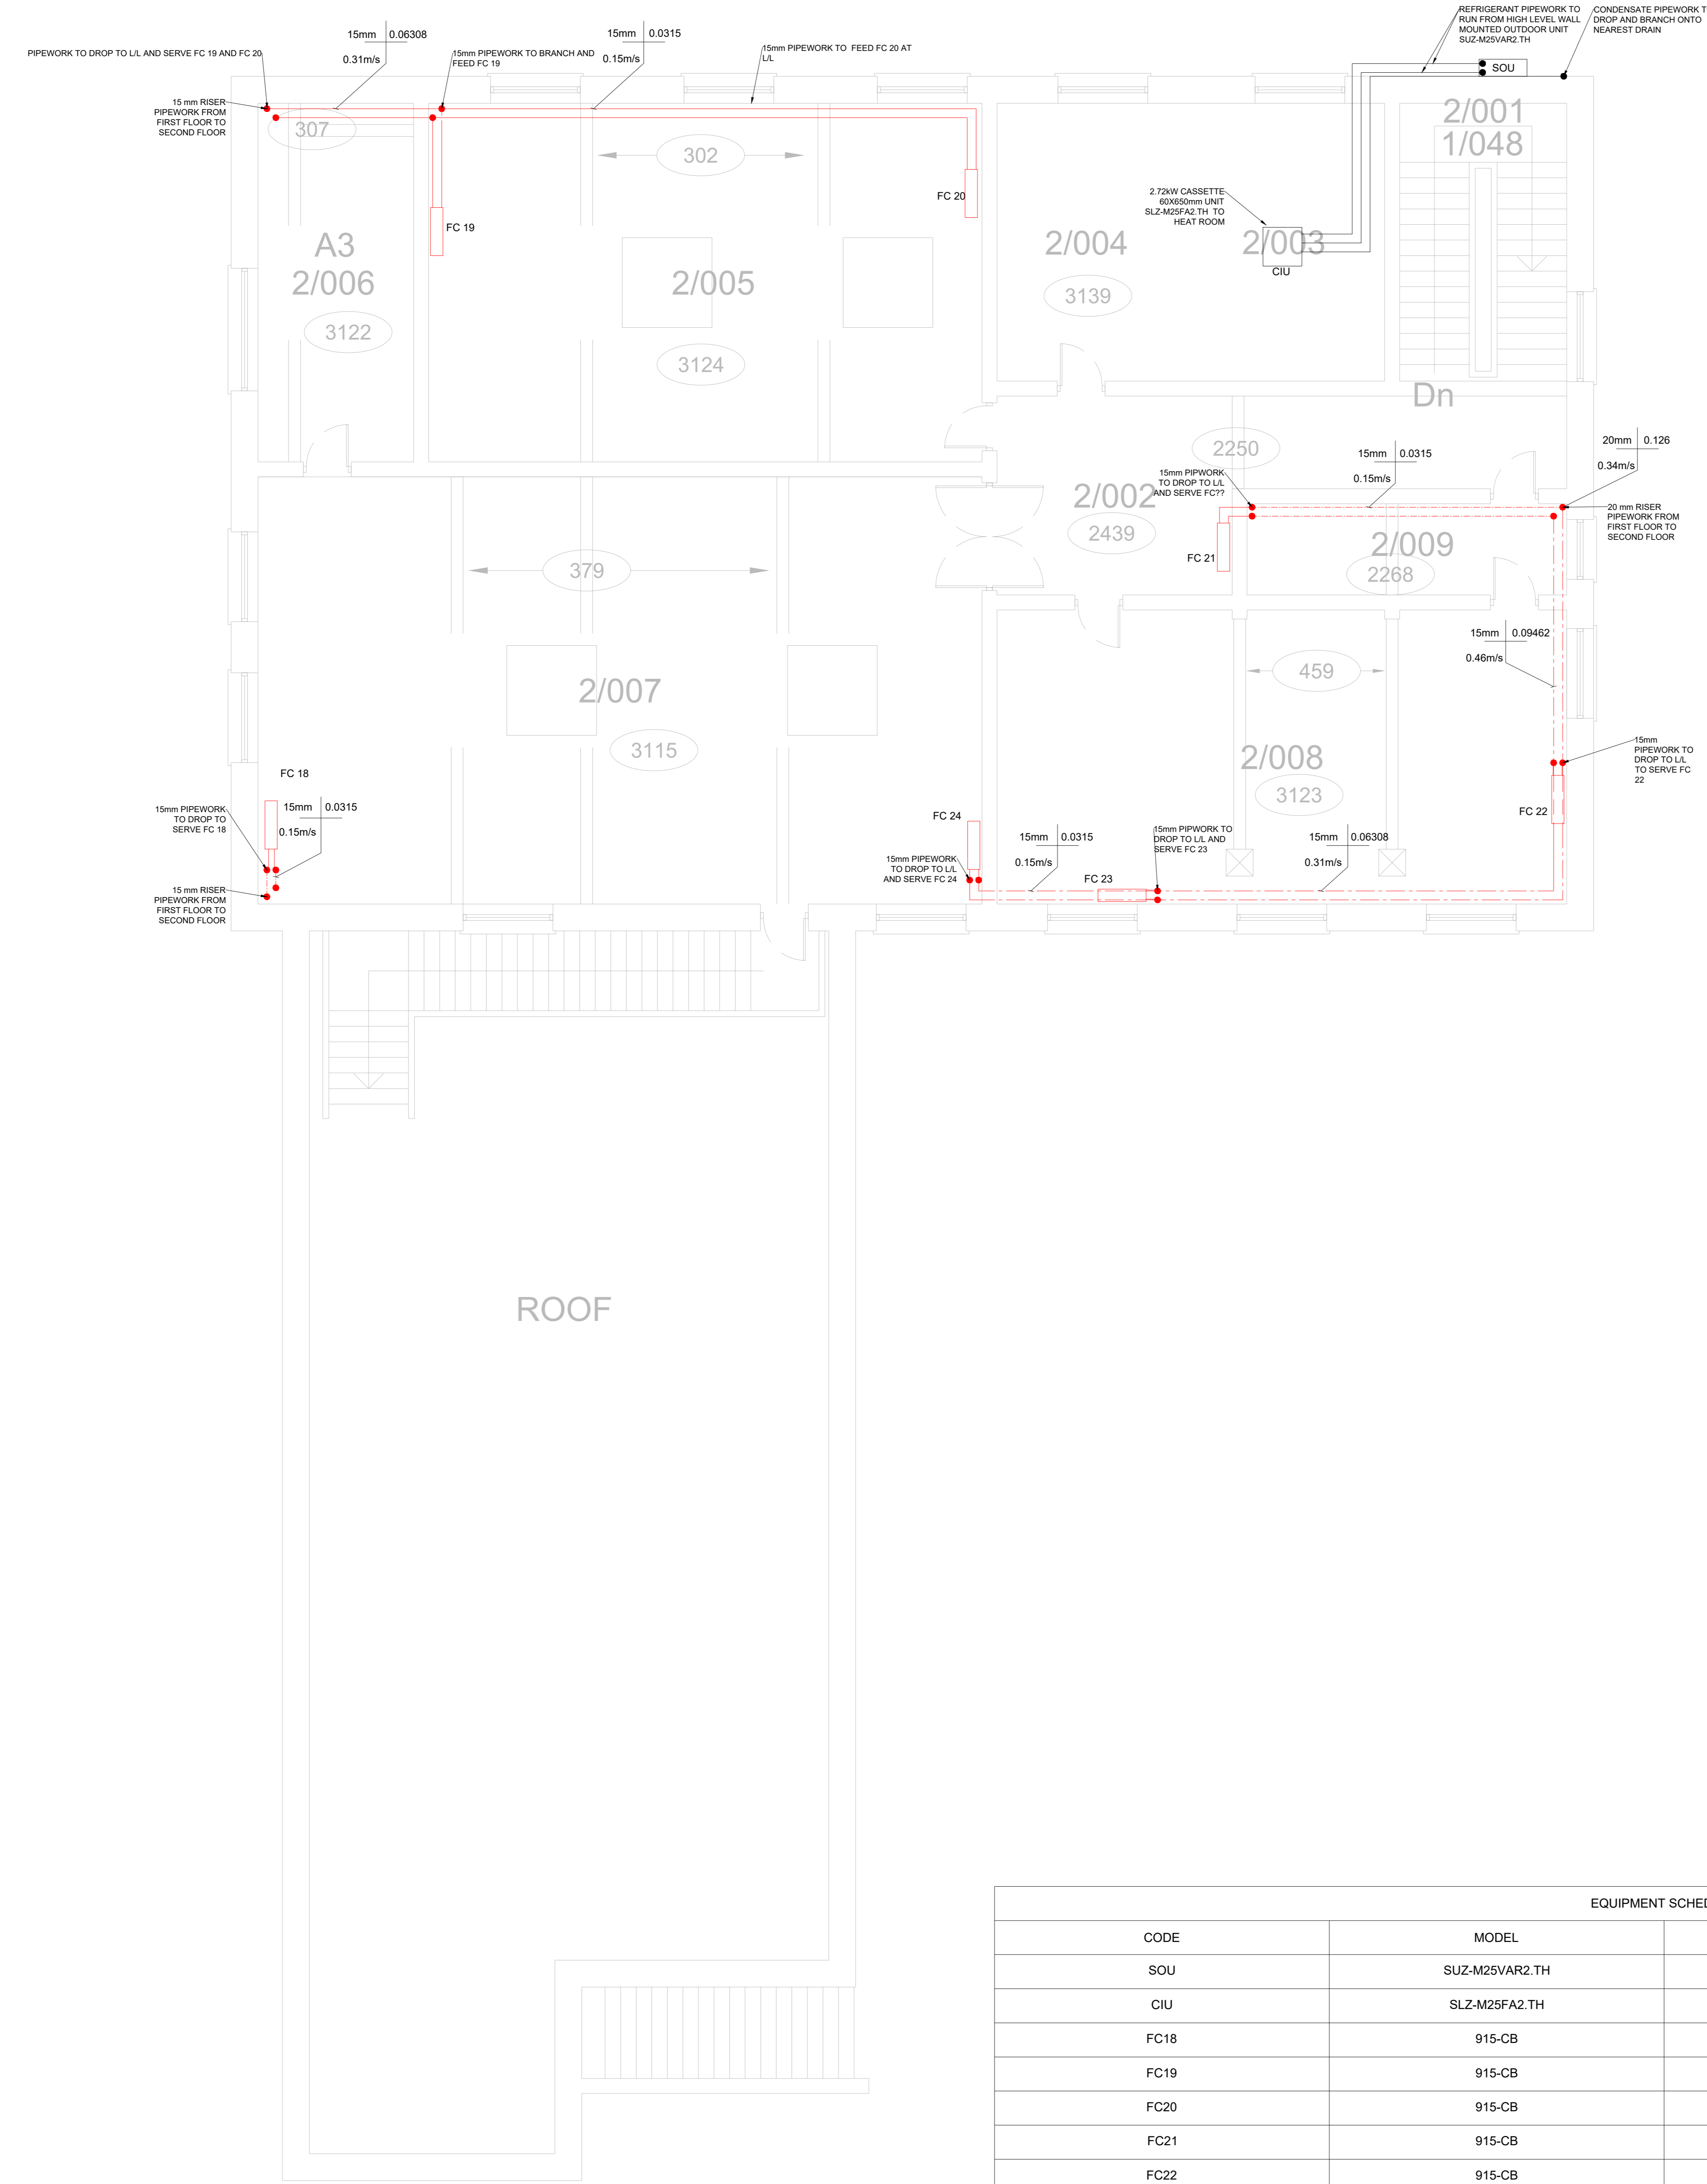 REFRIGERANT PIPEWORK TO
RUN FROM HIGH LEVEL WALL
MOUNTED OUTDOOR UNIT
SUZ-M25VAR2.TH
CONDENSATE PIPEWORK T
DROP AND BRANCH ONTO
NEAREST DRAIN
15mm 0.06308
0.31m/s
15mm 0.0315
0.15m/s
PIPEWORK TO DROP TO L/L AND SERVE FC 19 AND FC 20
15mm PIPEWORK TO BRANCH AND
FEED FC 19
15mm PIPEWORK TO FEED FC 20 AT
L/L
SOU
15 mm RISER
PIPEWORK FROM
FIRST FLOOR TO
SECOND FLOOR
307
302
2/001
1/048
FC 20
FC 19
2.72kW CASSETTE
60X650mm UNIT
SLZ-M25FA2.TH TO
HEAT ROOM
A3
2/006
2/005
2/004
2/003
CIU
3139
3122
3124
Dn
20mm 0.126
0.34m/s
2250
15mm 0.0315
0.15m/s
15mm PIPWORK
TO DROP TO L/L
AND SERVE FC??
2/002
2439
20 mm RISER
PIPEWORK FROM
FIRST FLOOR TO
SECOND FLOOR
2/009
2268
FC 21
379
15mm 0.09462
0.46m/s
459
2/007
3115
2/008
3123
15mm
PIPEWORK TO
DROP TO L/L
TO SERVE FC
22
FC 22
FC 18
15mm 0.0315
0.15m/s
15mm PIPEWORK
TO DROP TO
SERVE FC 18
15 mm RISER
PIPEWORK FROM
FIRST FLOOR TO
SECOND FLOOR
FC 24
15mm PIPEWORK
TO DROP TO L/L
AND SERVE FC 24
15mm 0.0315
0.15m/s
FC 23
15mm PIPWORK TO
DROP TO L/L AND
SERVE FC 23
15mm 0.06308
0.31m/s
ROOF
EQUIPMENT SCHED
CODE MODEL
SOU SUZ-M25VAR2.TH
CIU SLZ-M25FA2.TH
FC18 915-CB
FC19 915-CB
FC20 915-CB
FC21 915-CB
FC22 915-CB